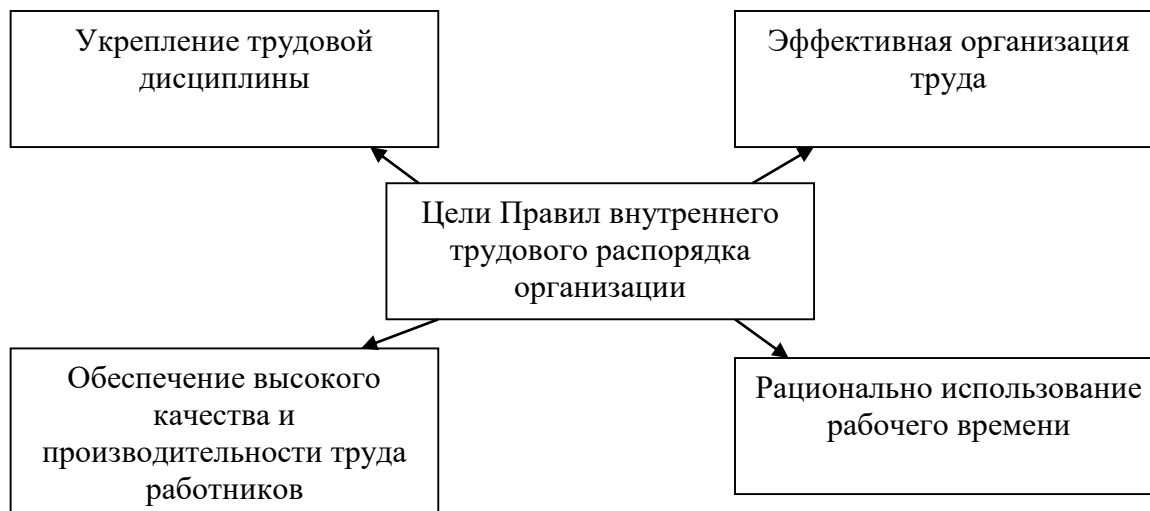 Укрепление трудовой
дисциплины
Эффективная организация
труда
Цели Правил внутреннего
трудового распорядка
организации
Обеспечение высокого
качества и
производительности труда
работников
Рационально использование
рабочего времени